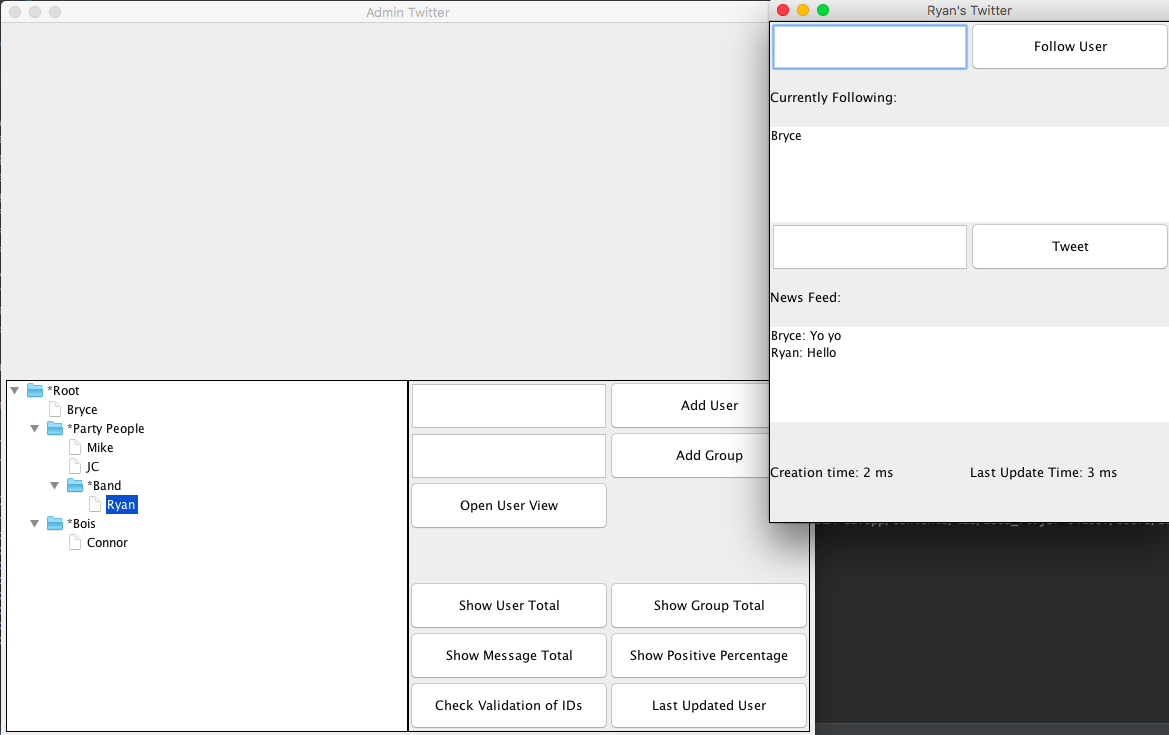 Admin Twitter
*Root
Bryce
*Party People
Mike
JC
*Band
Ryan
*Bois
Connor
Add User
Add Group
Open User View
Show User Total
Show Group Total
Show Message Total
Show Positive Percentage
Check Validation of IDs
Last Updated User
Ryan's Twitter
Follow User
Currently Following:
Bryce
Tweet
News Feed:
Bryce: Yo yo
Ryan: Hello
Creation time: 2 ms
Last Update Time: 3 ms